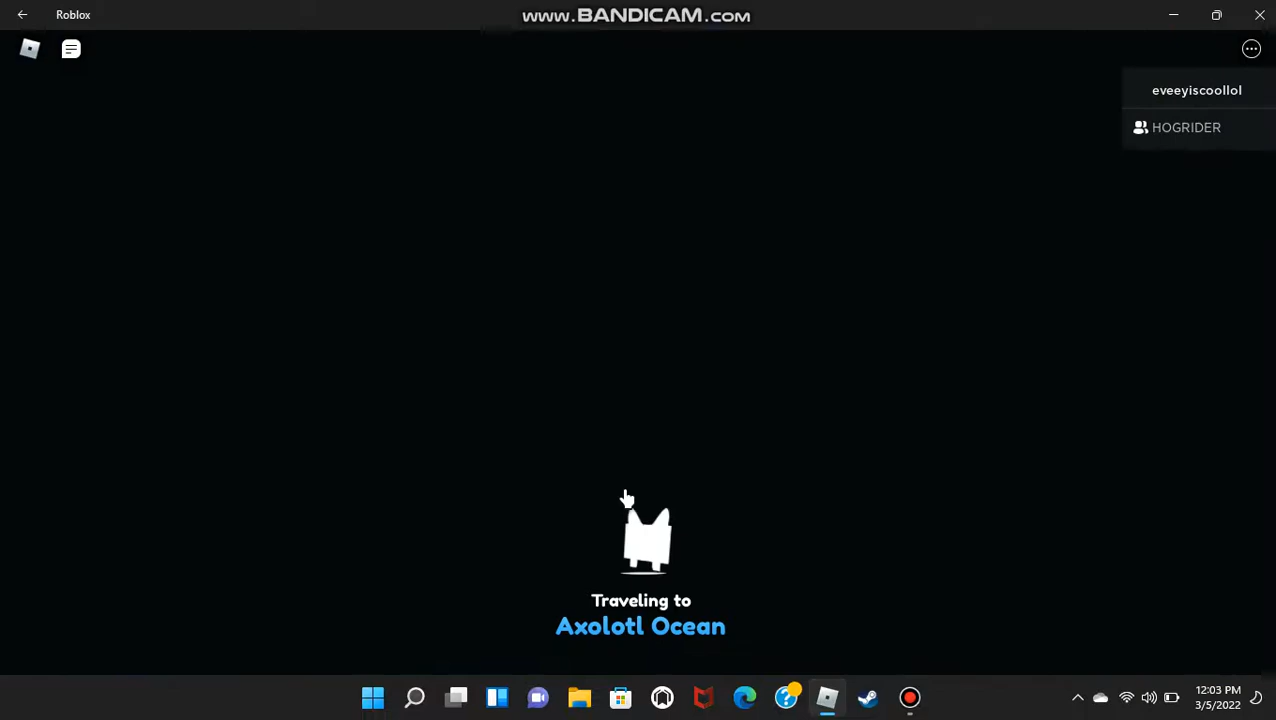 Roblox
www.BANDICAM.com
eveeyiscoollol
HOGRIDER
Traveling to
Axolotl Ocean
12:03 PM
3/5/2022